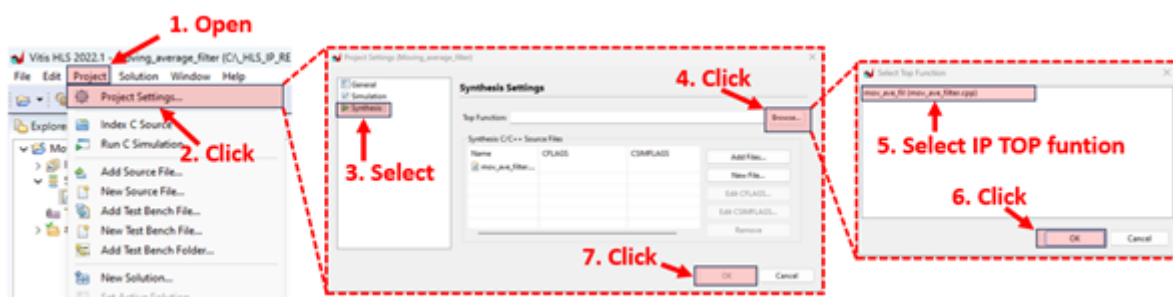 1. Open
Vitis HLS 2022.1 - Moving_average_filter (C:\_HLS_IP_RE
File Edit Project Solution Window Help
Project Settings...
Explore
Index C Source
2. Click
Run C Simulation
Add Source File...
New Source File...
Add Test Bench File...
New Test Bench File...
Add Test Bench Folder...
New Solution...
Project Settings (Moving_average_filter)
4. Click
General
Simulation
Synthesis
Synthesis Settings
Top Function:
Browse...
3. Select
Synthesis C/C++ Source Files
Name CFLAGS CSIMFLAGS
mov_ave_filter...
Add Files...
New File...
Edit CFLAGS...
Edit CSIMFLAGS...
Remove
7. Click
OK Cancel
Select Top Function
mov_ave_fil (mov_ave_filter.cpp)
5. Select IP TOP funtion
6. Click
OK Cancel